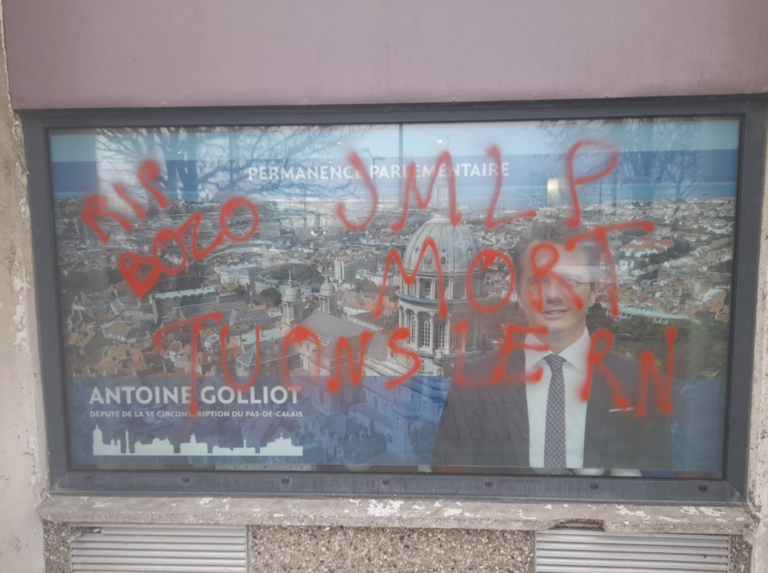 PERMANENCE PARLEMENTAIRE
RIP
BOZO
JMLP
MORT
TUONS LE RN
ANTOINE GOLLIOT
DÉPUTÉ DE LA 5E CIRCONSCRIPTION DU PAS-DE-CALAIS